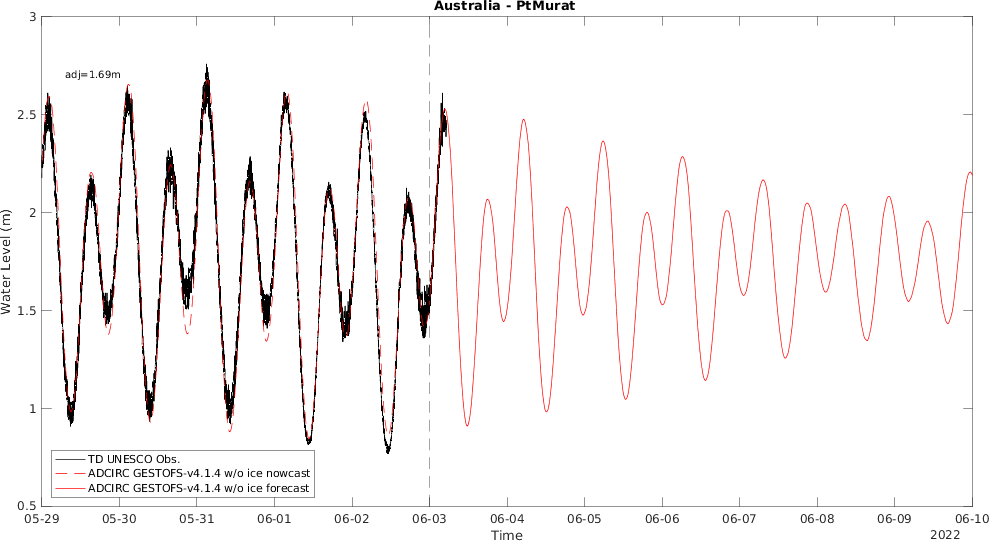 Australia - PtMurat
3
adj=1.69m
2.5
2
Water Level (m)
1.5
1
TD UNESCO Obs.
ADCIRC GESTOFS-v4.1.4 w/o ice nowcast
ADCIRC GESTOFS-v4.1.4 w/o ice forecast
0.5
05-29 05-30 05-31 06-01 06-02 06-03 06-04 06-05 06-06 06-07 06-08 06-09 06-10
Time
2022